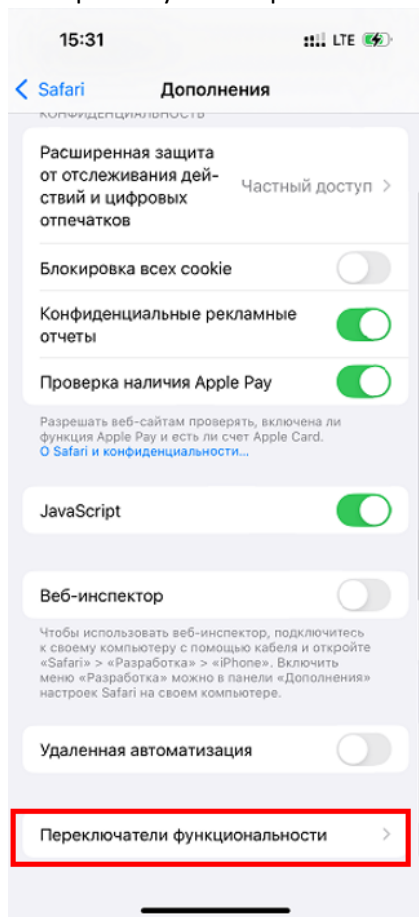 15:31 LTE
Safari Дополнения
КОНФИДЕНЦИАЛЬНОСТЬ
Расширенная защита
от отслеживания дей-
ствий и цифровых
отпечатков
Частный доступ
Блокировка всех cookie
Конфиденциальные рекламные
отчеты
Проверка наличия Apple Pay
Разрешать веб-сайтам проверять, включена ли
функция Apple Pay и есть ли счет Apple Card.
О Safari и конфиденциальности...
JavaScript
Веб-инспектор
Чтобы использовать веб-инспектор, подключитесь
к своему компьютеру с помощью кабеля и откройте
«Safari» > «Разработка» > «iPhone». Включить
меню «Разработка» можно в панели «Дополнения»
настроек Safari на своем компьютере.
Удаленная автоматизация
Переключатели функциональности